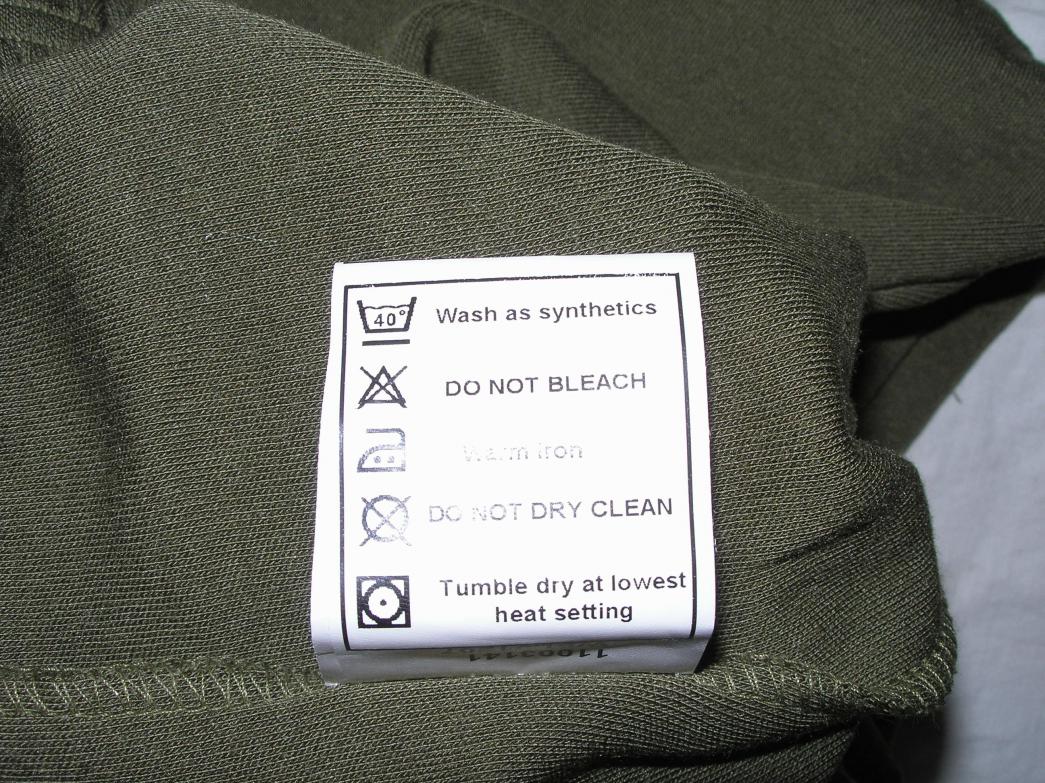 40°
Wash as synthetics
DO NOT BLEACH
Warm iron
DO NOT DRY CLEAN
Tumble dry at lowest
heat setting